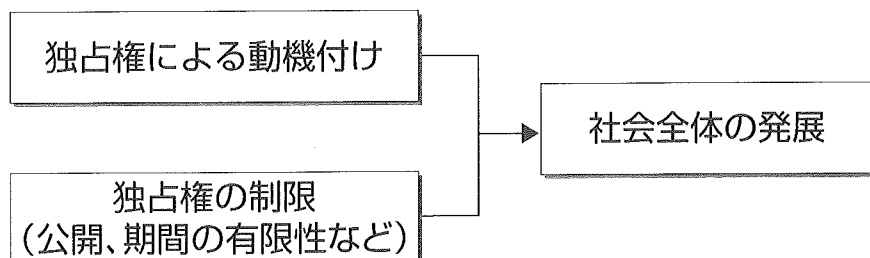 独占権による動機付け
独占権の制限
（公開、期間の有限性など）
社会全体の発展